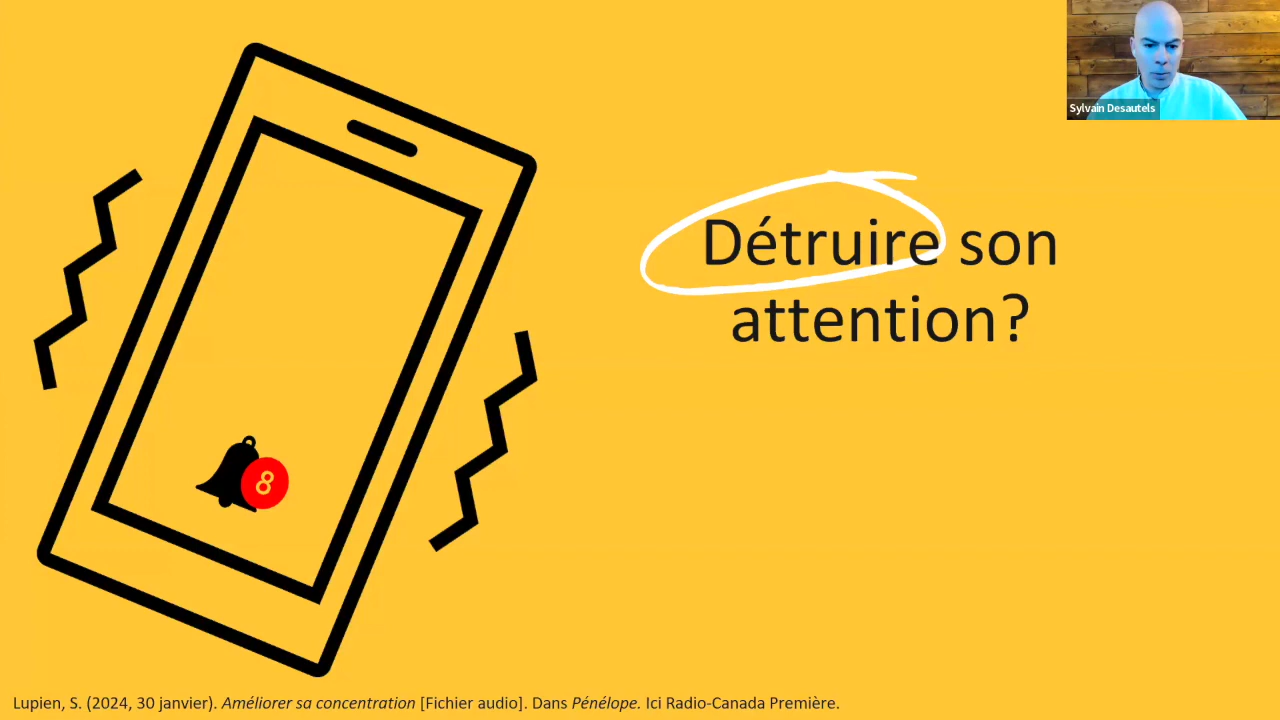 Sylvain Desautels
Détruire son
attention?
8
Lupien, S. (2024, 30 janvier). Améliorer sa concentration [Fichier audio]. Dans Pénélope. Ici Radio-Canada Première.